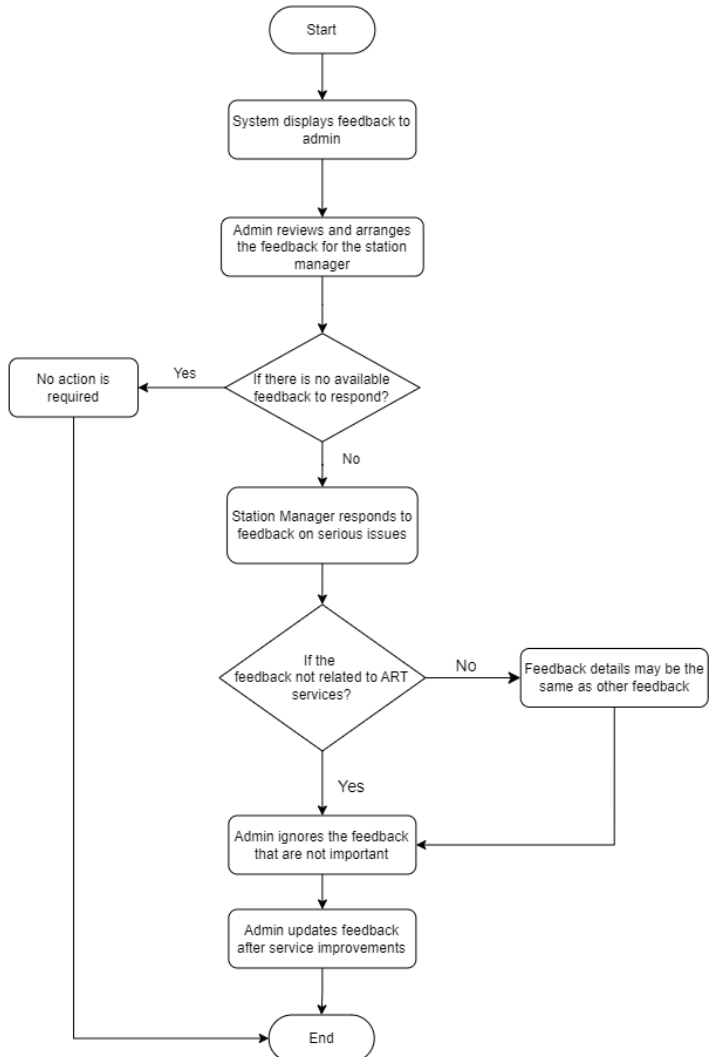 Start
System displays feedback to
admin
Admin reviews and arranges
the feedback for the station
manager
Yes
No action is
required
If there is no available
feedback to respond?
No
Station Manager responds to
feedback on serious issues
If the
feedback not related to ART
services?
No
Feedback details may be the
same as other feedback
Yes
Admin ignores the feedback
that are not important
Admin updates feedback
after service improvements
End